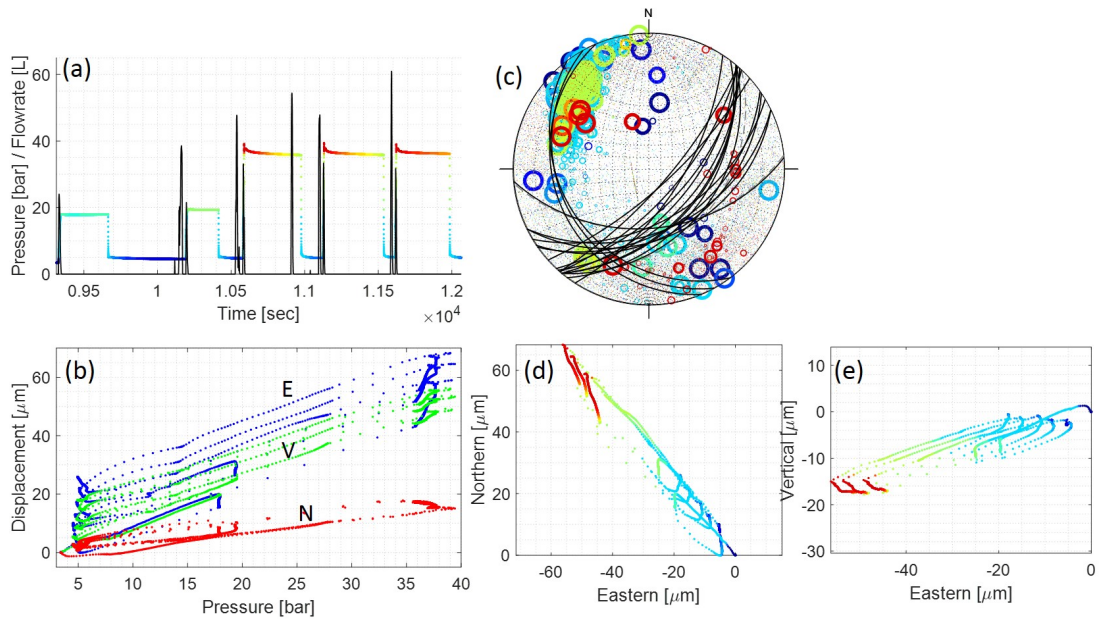 (a)
Pressure [bar] / Flowrate [L]
60
40
20
0
0.95
1
1.05
1.1
1.15
1.2
Time [sec]
×10⁴
(c)
N
(b)
Displacement [μm]
60
40
20
0
E
V
N
5
10
15
20
25
30
35
40
Pressure [bar]
(d)
Northern [μm]
60
50
40
30
20
10
0
-60
-40
-20
0
Eastern [μm]
(e)
Vertical [μm]
10
0
-10
-20
-30
-40
-20
0
Eastern [μm]